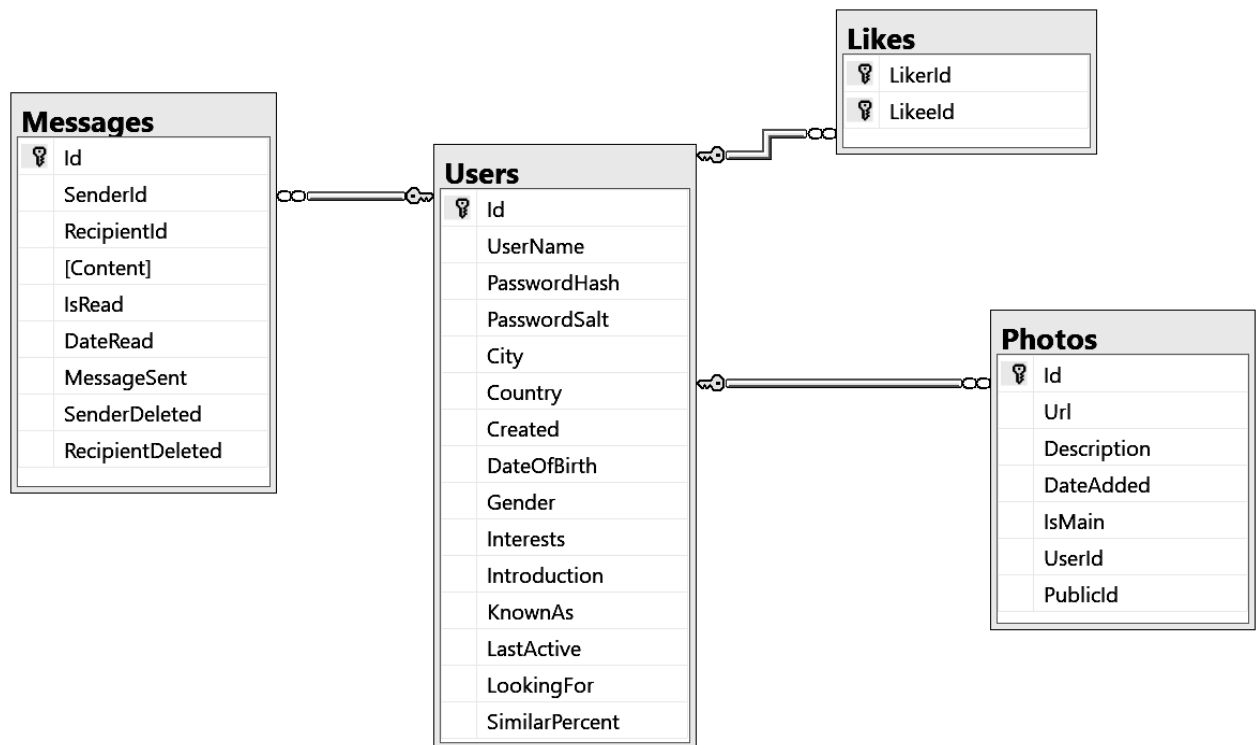 Messages
Id
SenderId
RecipientId
[Content]
IsRead
DateRead
MessageSent
SenderDeleted
RecipientDeleted
Users
Id
UserName
PasswordHash
PasswordSalt
City
Country
Created
DateOfBirth
Gender
Interests
Introduction
KnownAs
LastActive
LookingFor
SimilarPercent
Likes
LikerId
LikeeId
Photos
Id
Url
Description
DateAdded
IsMain
UserId
PublicId